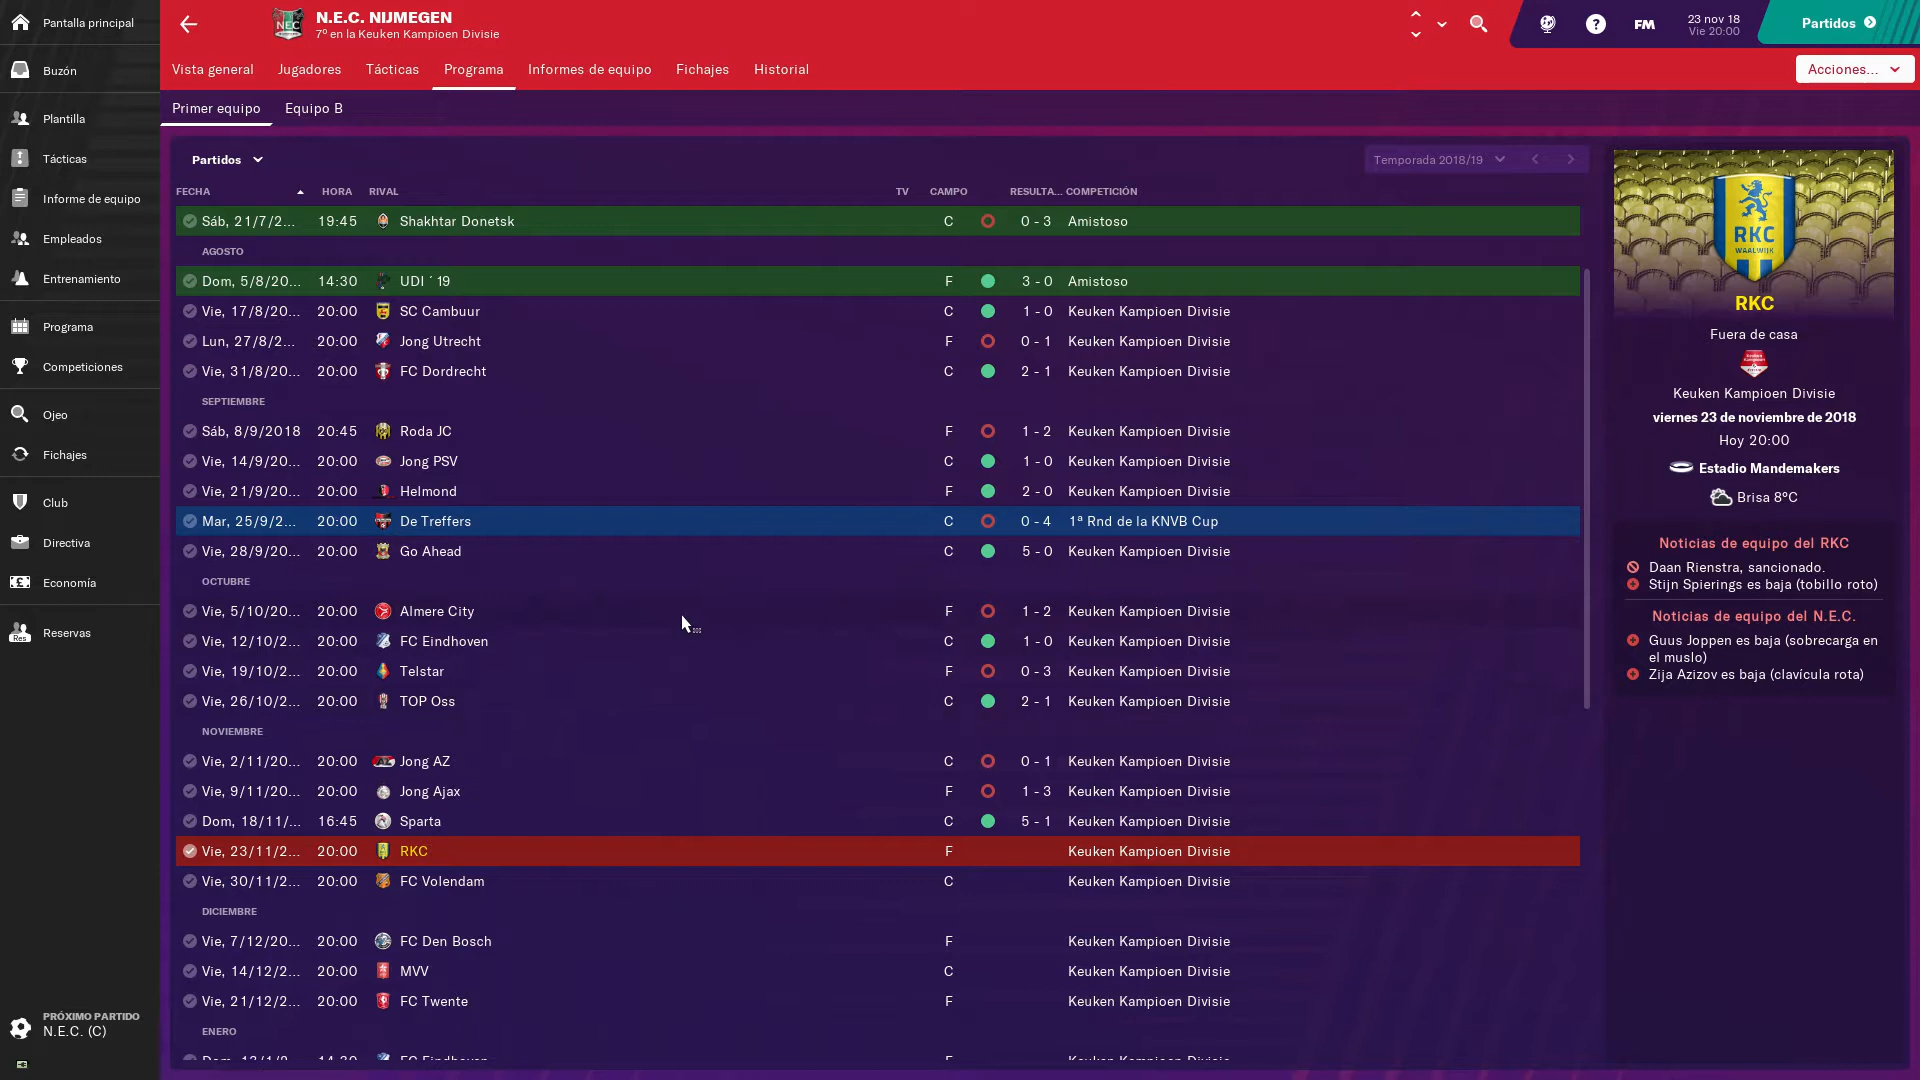 Pantalla principal
Buzón
Plantilla
Tácticas
Informe de equipo
Empleados
Entrenamiento
Programa
Competiciones
Ojeo
Fichajes
Club
Directiva
Economía
Res
Reservas
PRÓXIMO PARTIDO
N.E.C. (C)
NEC
N.E.C. NIJMEGEN
7º en la Keuken Kampioen Divisie
FM
23 nov 18
Vie 20:00
Partidos
Vista general Jugadores Tácticas Programa Informes de equipo Fichajes Historial
Acciones...
Primer equipo Equipo B
Partidos
Temporada 2018/19
FECHA HORA RIVAL TV CAMPO RESULTA... COMPETICIÓN
Sáb, 21/7/2... 19:45 Shakhtar Donetsk C 0 - 3 Amistoso
AGOSTO
Dom, 5/8/20... 14:30 UDI ´19 F 3 - 0 Amistoso
Vie, 17/8/20... 20:00 SC Cambuur C 1 - 0 Keuken Kampioen Divisie
Lun, 27/8/2... 20:00 Jong Utrecht F 0 - 1 Keuken Kampioen Divisie
Vie, 31/8/20... 20:00 FC Dordrecht C 2 - 1 Keuken Kampioen Divisie
SEPTIEMBRE
Sáb, 8/9/2018 20:45 Roda JC F 1 - 2 Keuken Kampioen Divisie
Vie, 14/9/20... 20:00 Jong PSV C 1 - 0 Keuken Kampioen Divisie
Vie, 21/9/20... 20:00 Helmond F 2 - 0 Keuken Kampioen Divisie
Mar, 25/9/2... 20:00 De Treffers C 0 - 4 1ª Rnd de la KNVB Cup
Vie, 28/9/20... 20:00 Go Ahead C 5 - 0 Keuken Kampioen Divisie
OCTUBRE
Vie, 5/10/20... 20:00 Almere City F 1 - 2 Keuken Kampioen Divisie
Vie, 12/10/2... 20:00 FC Eindhoven C 1 - 0 Keuken Kampioen Divisie
Vie, 19/10/2... 20:00 Telstar F 0 - 3 Keuken Kampioen Divisie
Vie, 26/10/2... 20:00 TOP Oss C 2 - 1 Keuken Kampioen Divisie
NOVIEMBRE
Vie, 2/11/20... 20:00 Jong AZ C 0 - 1 Keuken Kampioen Divisie
Vie, 9/11/20... 20:00 Jong Ajax F 1 - 3 Keuken Kampioen Divisie
Dom, 18/11/... 16:45 Sparta C 5 - 1 Keuken Kampioen Divisie
Vie, 23/11/2... 20:00 RKC F Keuken Kampioen Divisie
Vie, 30/11/2... 20:00 FC Volendam C Keuken Kampioen Divisie
DICIEMBRE
Vie, 7/12/20... 20:00 FC Den Bosch F Keuken Kampioen Divisie
Vie, 14/12/2... 20:00 MVV C Keuken Kampioen Divisie
Vie, 21/12/2... 20:00 FC Twente F Keuken Kampioen Divisie
ENERO
Dom, 13/1/2... 14:30 FC Eindhoven F Keuken Kampioen Divisie
RKC
WAALWIJK
RKC
Fuera de casa
Keuken Kampioen Divisie
viernes 23 de noviembre de 2018
Hoy 20:00
Estadio Mandemakers
Brisa 8°C
Noticias de equipo del RKC
Daan Rienstra, sancionado.
Stijn Spierings es baja (tobillo roto)
Noticias de equipo del N.E.C.
Guus Joppen es baja (sobrecarga en
el muslo)
Zija Azizov es baja (clavícula rota)